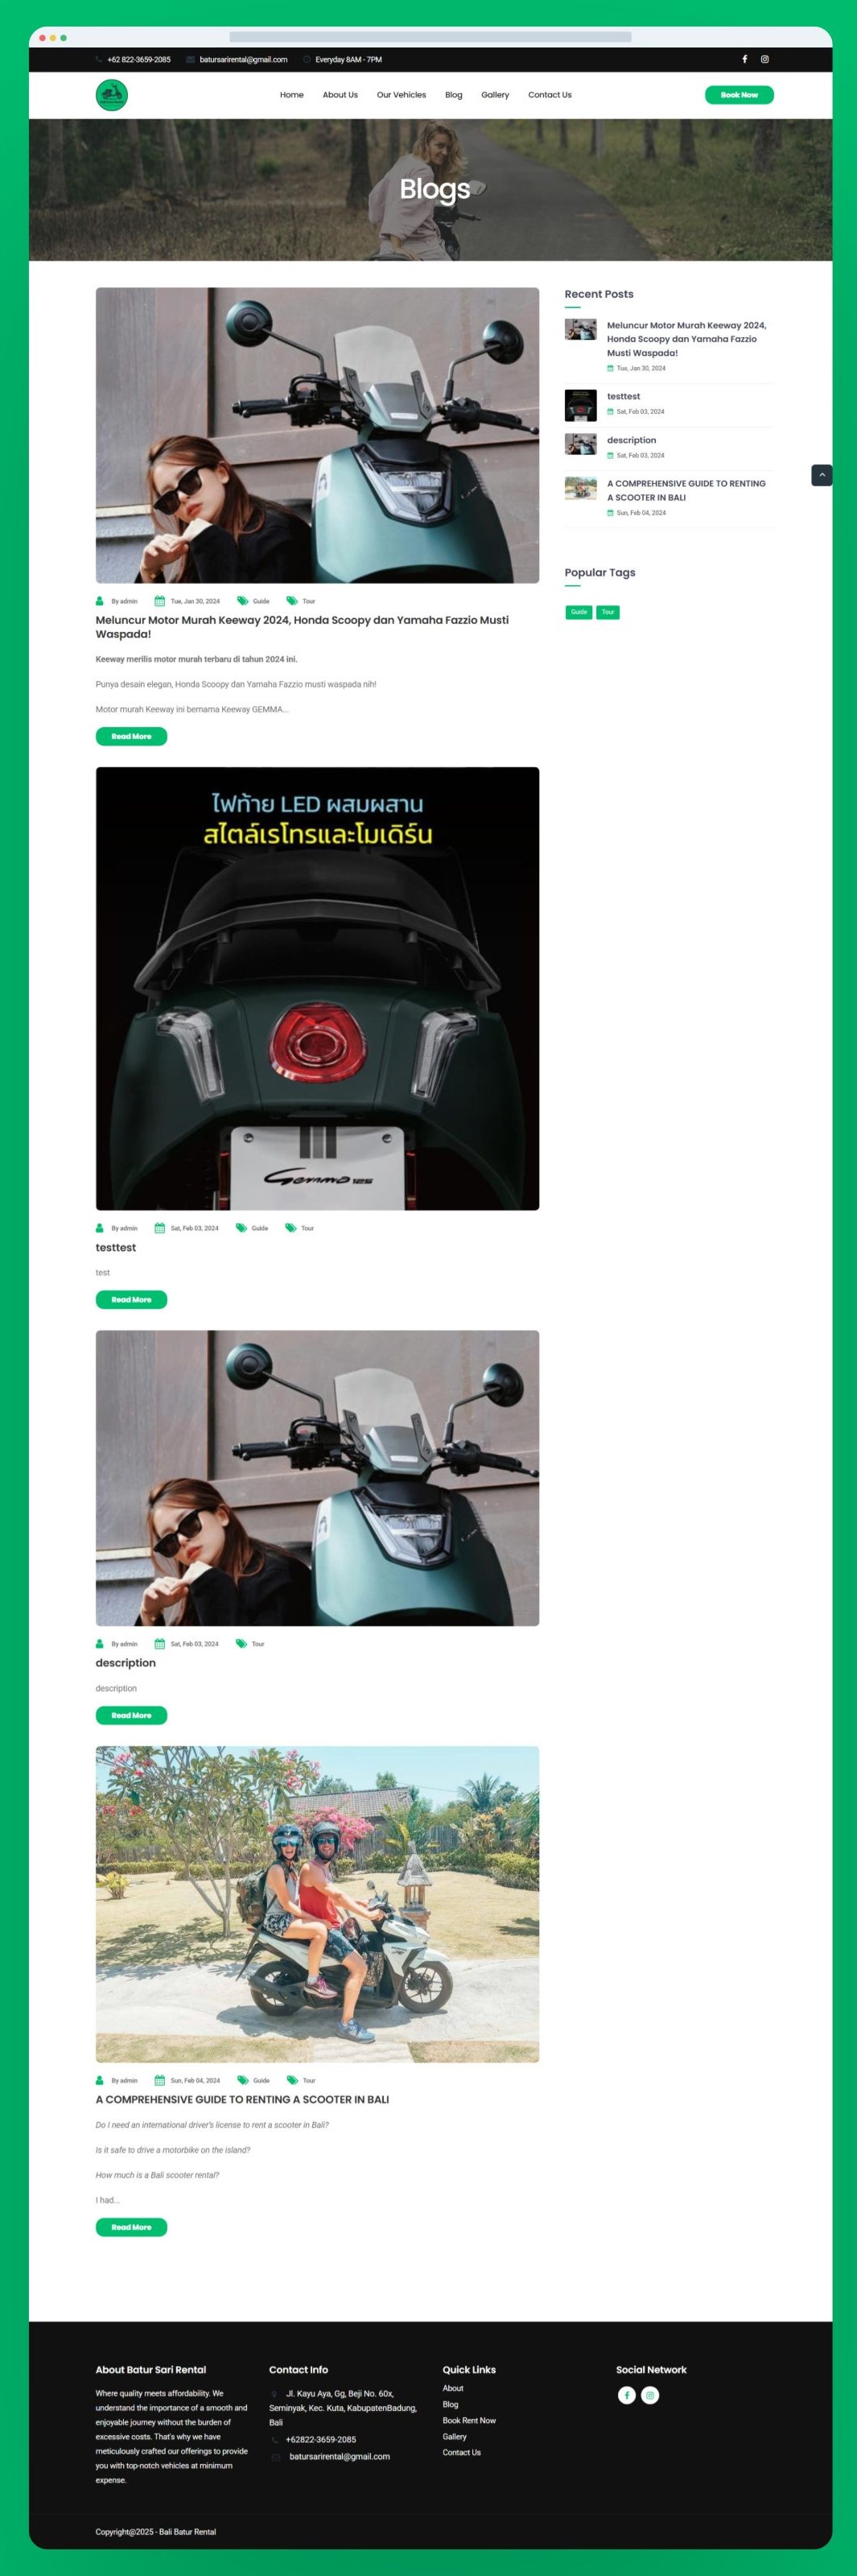 +62 822-3659-2085 batursarirental@gmail.com Everyday 8AM - 7PM
Home About Us Our Vehicles Blog Gallery Contact Us Book Now
Blogs
By admin Tue, Jan 30, 2024 Guide Tour
Meluncur Motor Murah Keeway 2024, Honda Scoopy dan Yamaha Fazzio Musti
Waspada!
Keeway merilis motor murah terbaru di tahun 2024 ini.
Punya desain elegan, Honda Scoopy dan Yamaha Fazzio musti waspada nih!
Motor murah Keeway ini bernama Keeway GEMMA...
Read More
ไฟท้าย LED ผสมผสาน
สไตล์เรโทรและโมเดิร์น
Gemma 125
By admin Sat, Feb 03, 2024 Guide Tour
testtest
test
Read More
By admin Sat, Feb 03, 2024 Tour
description
description
Read More
By admin Sun, Feb 04, 2024 Guide Tour
A COMPREHENSIVE GUIDE TO RENTING A SCOOTER IN BALI
Do I need an international driver's license to rent a scooter in Bali?
Is it safe to drive a motorbike on the island?
How much is a Bali scooter rental?
I had...
Read More
Recent Posts
Meluncur Motor Murah Keeway 2024,
Honda Scoopy dan Yamaha Fazzio
Musti Waspada!
Tue, Jan 30, 2024
testtest
Sat, Feb 03, 2024
description
Sat, Feb 03, 2024
A COMPREHENSIVE GUIDE TO RENTING
A SCOOTER IN BALI
Sun, Feb 04, 2024
Popular Tags
Guide Tour
About Batur Sari Rental
Where quality meets affordability. We
understand the importance of a smooth and
enjoyable journey without the burden of
excessive costs. That's why we have
meticulously crafted our offerings to provide
you with top-notch vehicles at minimum
expense.
Contact Info
Jl. Kayu Aya, Gg, Beji No. 60x,
Seminyak, Kec. Kuta, KabupatenBadung,
Bali
+62822-3659-2085
batursarirental@gmail.com
Quick Links
About
Blog
Book Rent Now
Gallery
Contact Us
Social Network
Copyright@2025 - Bali Batur Rental